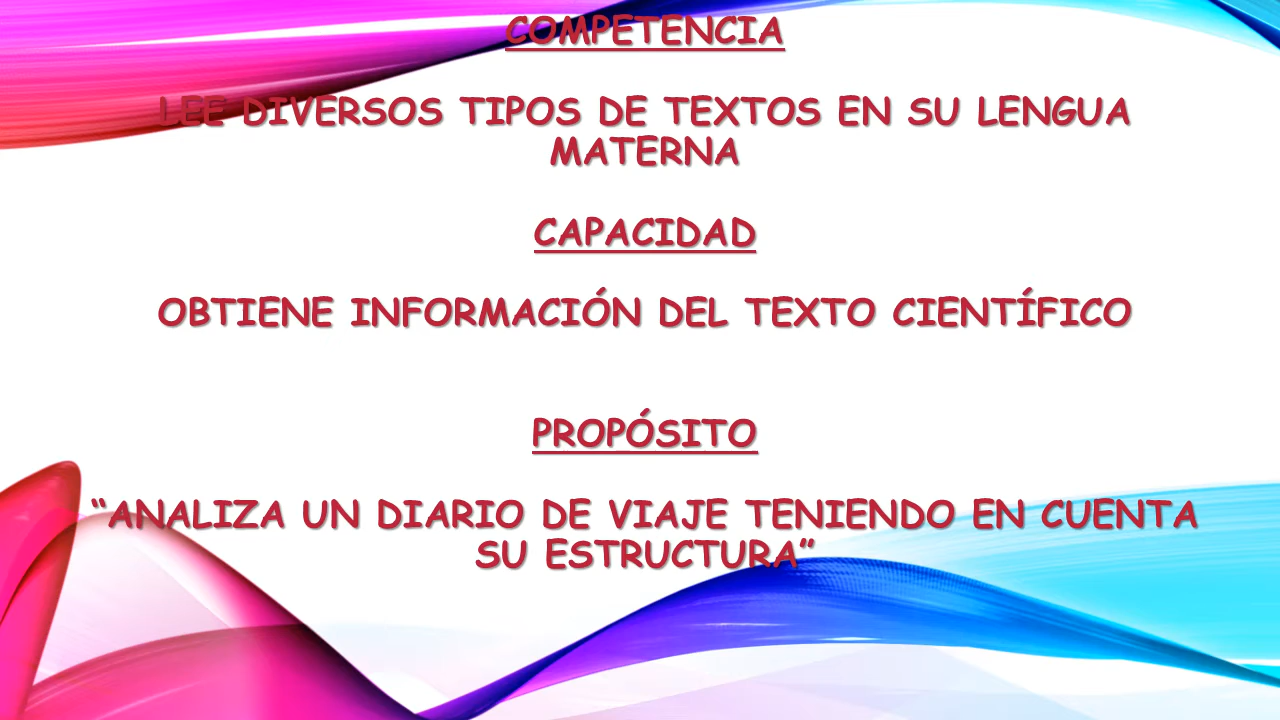 COMPETENCIA
LEE DIVERSOS TIPOS DE TEXTOS EN SU LENGUA
MATERNA
CAPACIDAD
OBTIENE INFORMACIÓN DEL TEXTO CIENTÍFICO
PROPÓSITO
“ANALIZA UN DIARIO DE VIAJE TENIENDO EN CUENTA
SU ESTRUCTURA”